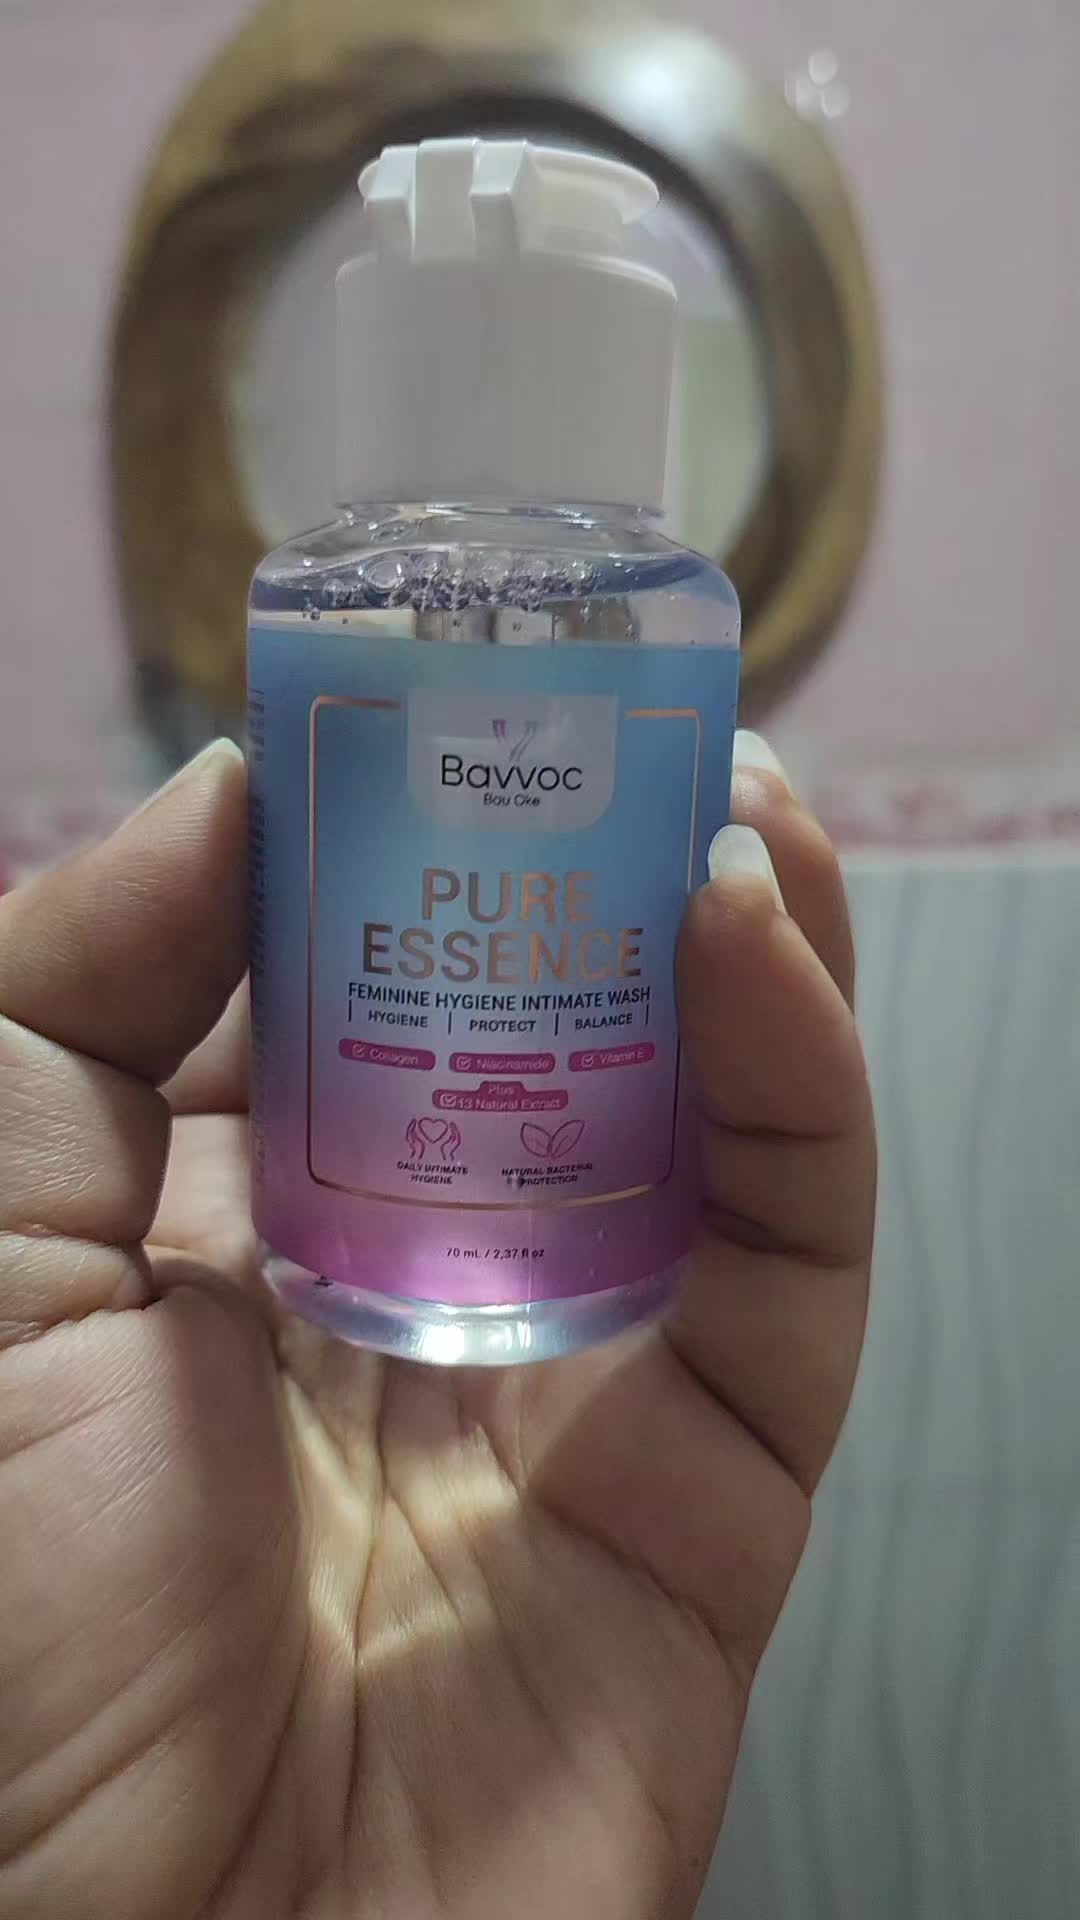 Bavvoc
Bau Oke
PURE
ESSENCE
FEMININE HYGIENE INTIMATE WASH
| HYGIENE | PROTECT | BALANCE |
Collagen Niacinamide Vitamin E
Plus
13 Natural Extract
DAILY INTIMATE
HYGIENE
NATURAL BACTERIAL
PROTECTION
70 mL / 2,37 fl oz